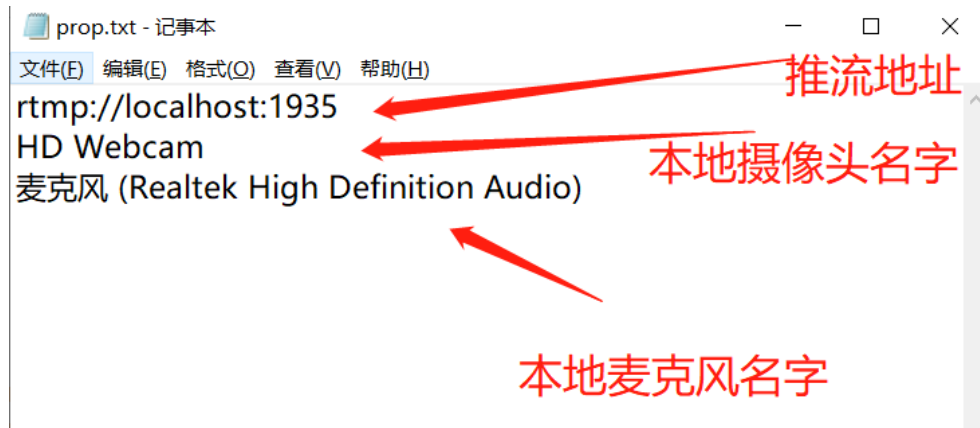 prop.txt - 记事本
文件(F) 编辑(E) 格式(O) 查看(V) 帮助(H)
推流地址
rtmp://localhost:1935
HD Webcam
本地摄像头名字
麦克风 (Realtek High Definition Audio)
本地麦克风名字